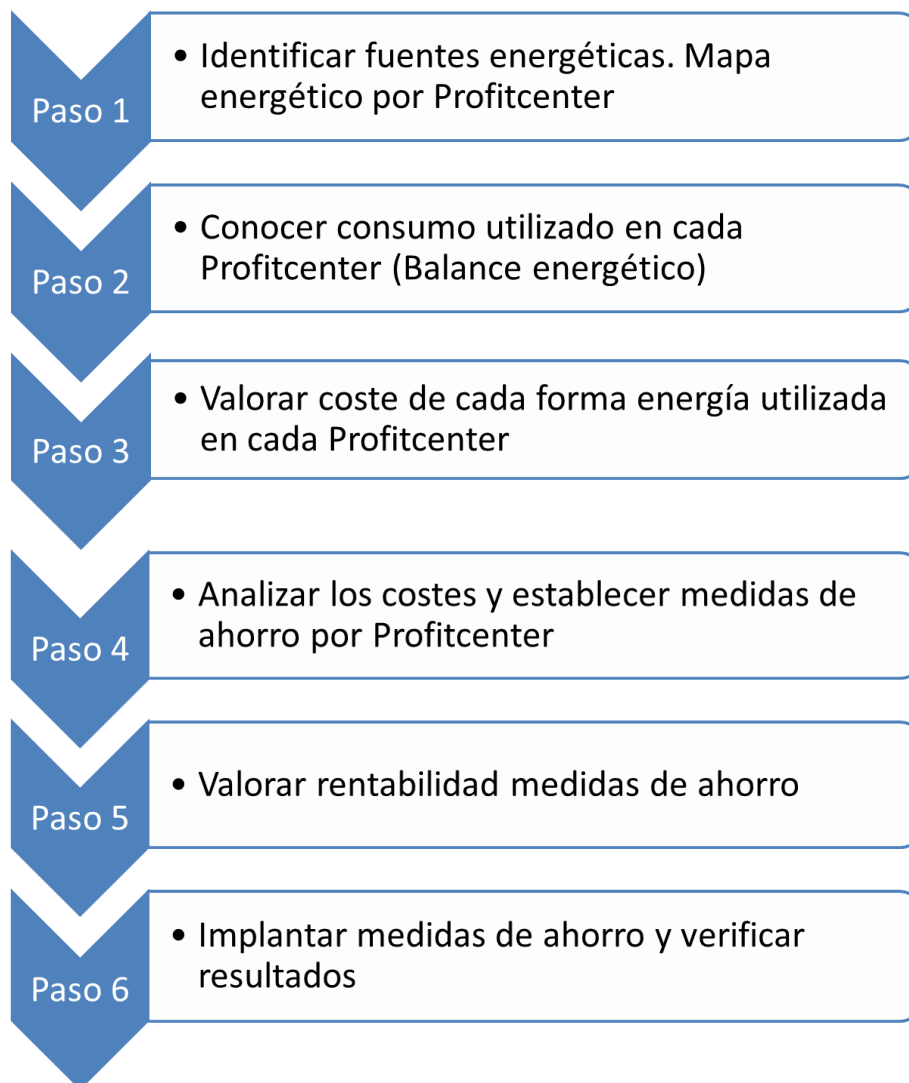 Paso 1
• Identificar fuentes energéticas. Mapa
energético por Profitcenter
Paso 2
• Conocer consumo utilizado en cada
Profitcenter (Balance energético)
Paso 3
• Valorar coste de cada forma energía utilizada
en cada Profitcenter
Paso 4
• Analizar los costes y establecer medidas de
ahorro por Profitcenter
Paso 5
• Valorar rentabilidad medidas de ahorro
Paso 6
• Implantar medidas de ahorro y verificar
resultados